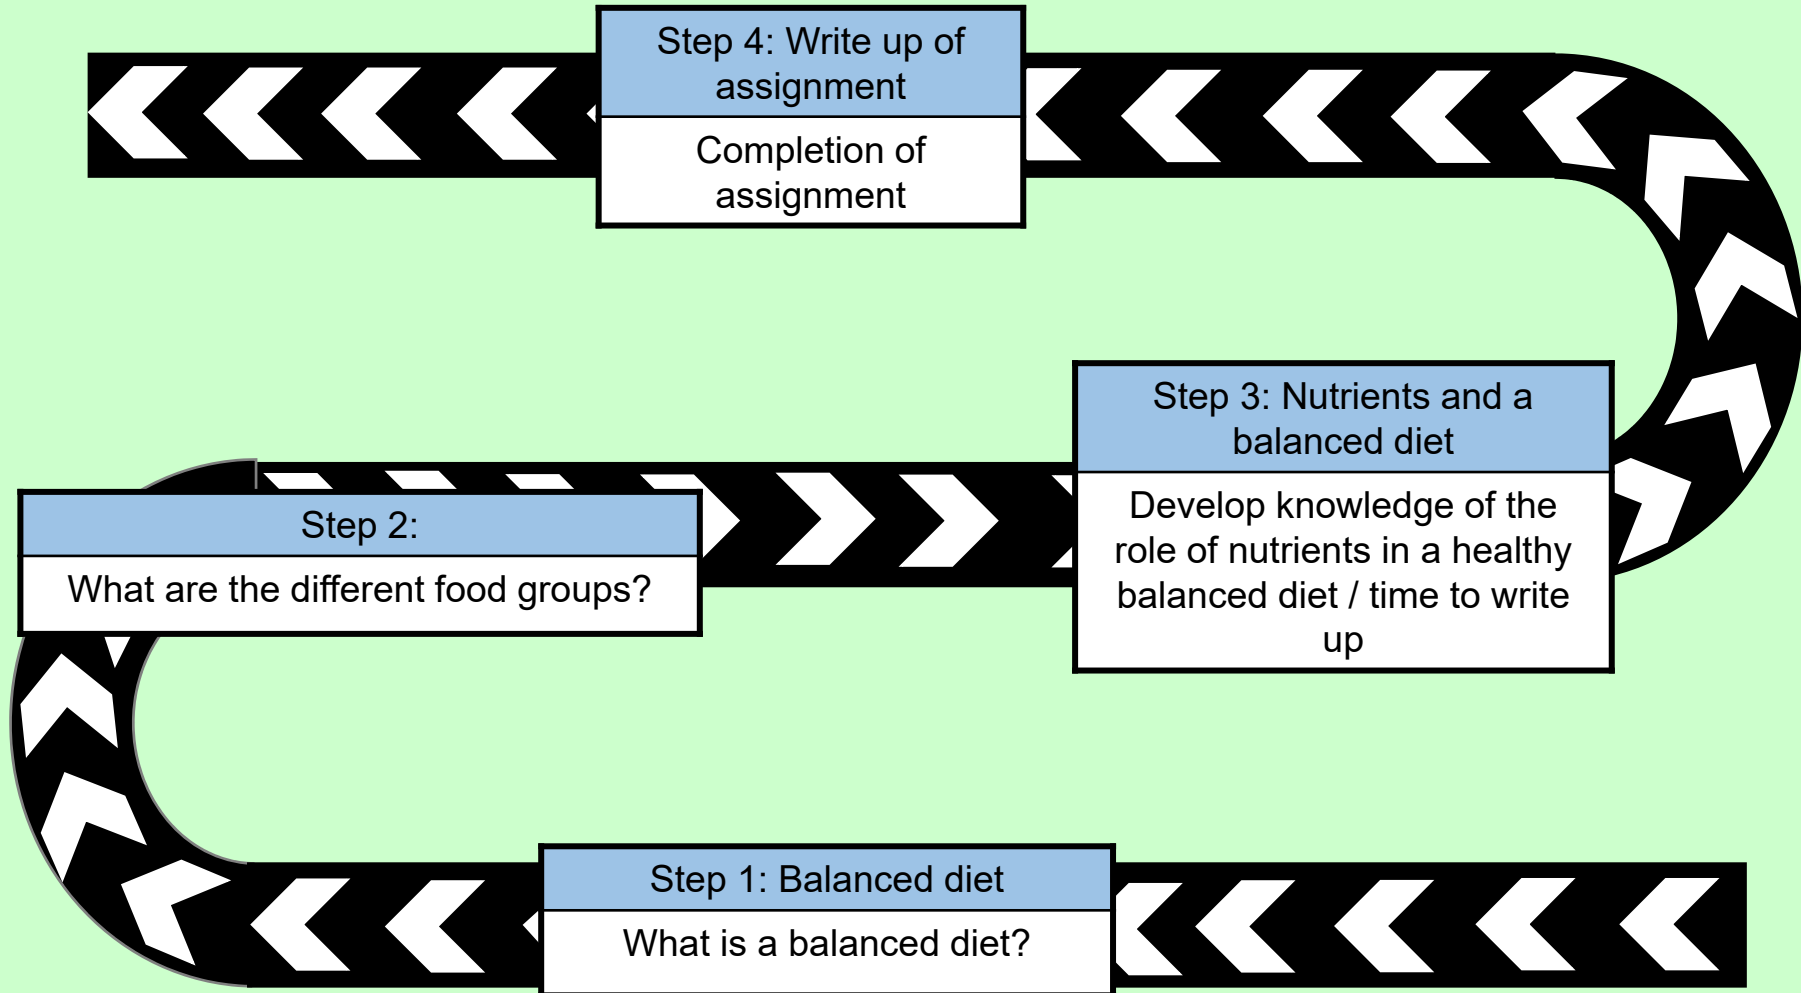 Step 4: Write up of
assignment
Completion of
assignment
Step 3: Nutrients and a
balanced diet
Develop knowledge of the
role of nutrients in a healthy
balanced diet / time to write
up
Step 2:
What are the different food groups?
Step 1: Balanced diet
What is a balanced diet?